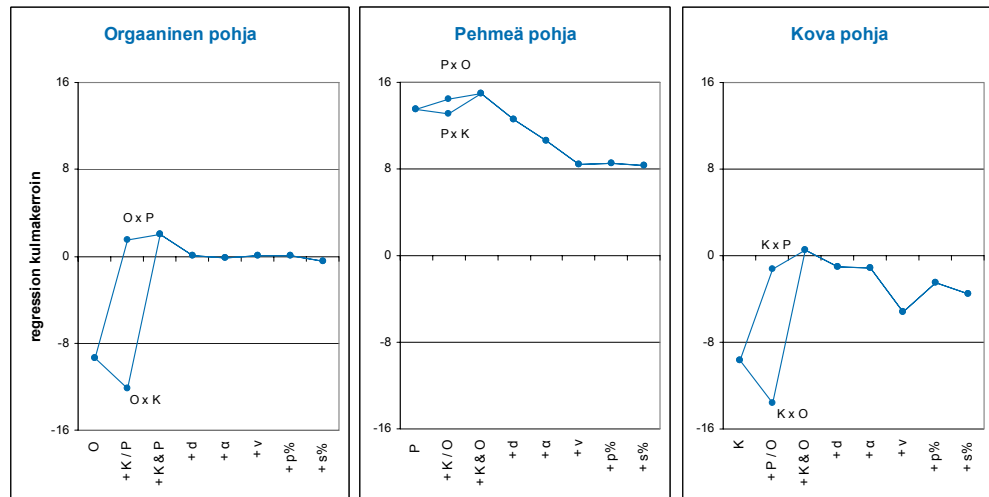 Orgaaninen pohja
Pehmeä pohja
Kova pohja
regression kulmakerroin
16
8
0
-8
-16
O x P
O x K
O
+ K / P
+ K & P
+ d
+ α
+ v
+ p%
+ s%
16
8
0
-8
-16
P x O
P x K
P
+ K / O
+ K & O
+ d
+ α
+ v
+ p%
+ s%
16
8
0
-8
-16
K x P
K x O
K
+ P / O
+ K & O
+ d
+ α
+ v
+ p%
+ s%